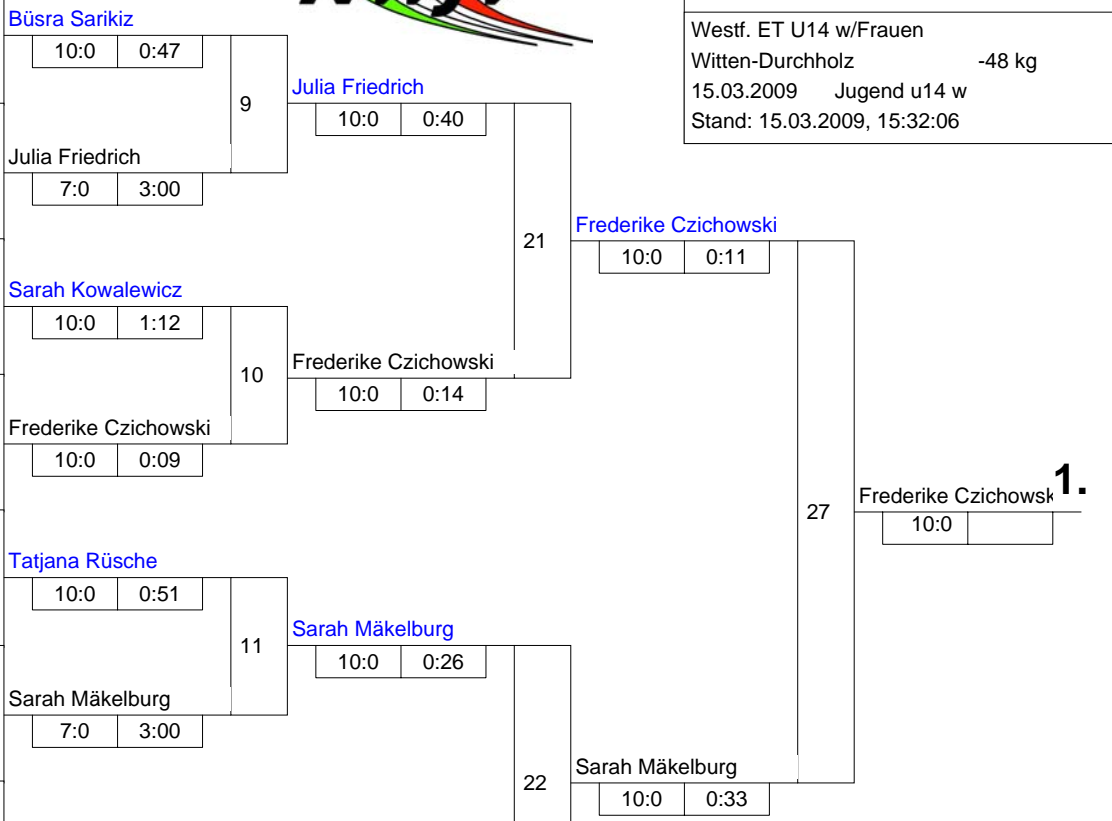 Westf. ET U14 w/Frauen
Witten-Durchholz -48 kg
15.03.2009 Jugend u14 w
Stand: 15.03.2009, 15:32:06
Büsra Sarikiz
10:0 0:47
9
Julia Friedrich
7:0 3:00
Julia Friedrich
10:0 0:40
21
Sarah Kowalewicz
10:0 1:12
10
Frederike Czichowski
10:0 0:09
Frederike Czichowski
10:0 0:14
Frederike Czichowski
10:0 0:11
27
Frederike Czichowsk 1.
10:0
Tatjana Rüsche
10:0 0:51
11
Sarah Mäkelburg
7:0 3:00
Sarah Mäkelburg
10:0 0:26
22
Sarah Mäkelburg
10:0 0:33